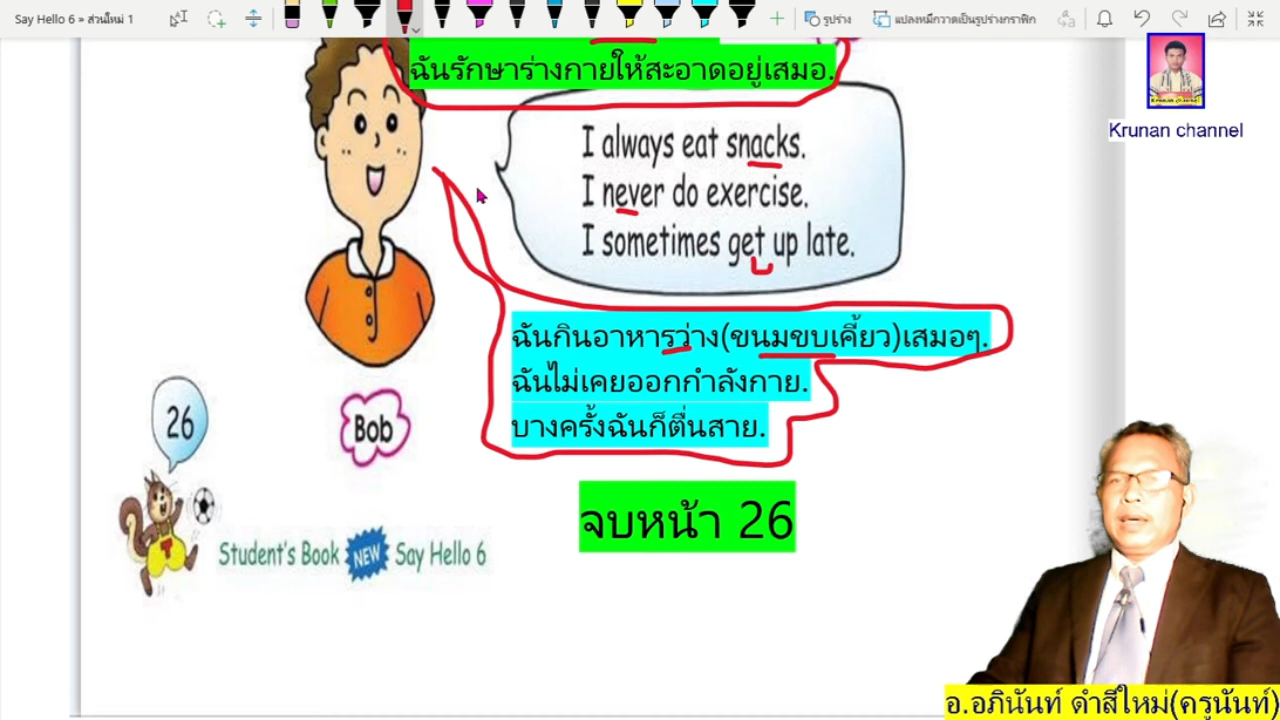 Say Hello 6 » ส่วนใหม่ 1
รูปร่าง
แปลงหมึกวาดเป็นรูปร่างกราฟิก
ฉันรักษาร่างกายให้สะอาดอยู่เสมอ.
Krunan channel
I always eat snacks.
I never do exercise.
I sometimes get up late.
ฉันกินอาหารว่าง(ขนมขบเคี้ยว)เสมอๆ.
ฉันไม่เคยออกกำลังกาย.
บางครั้งฉันก็ตื่นสาย.
26
Bob
จบหน้า 26
Student's Book NEW Say Hello 6
T
อ.อภินันท์ ดำสีใหม่(ครูนันท์)